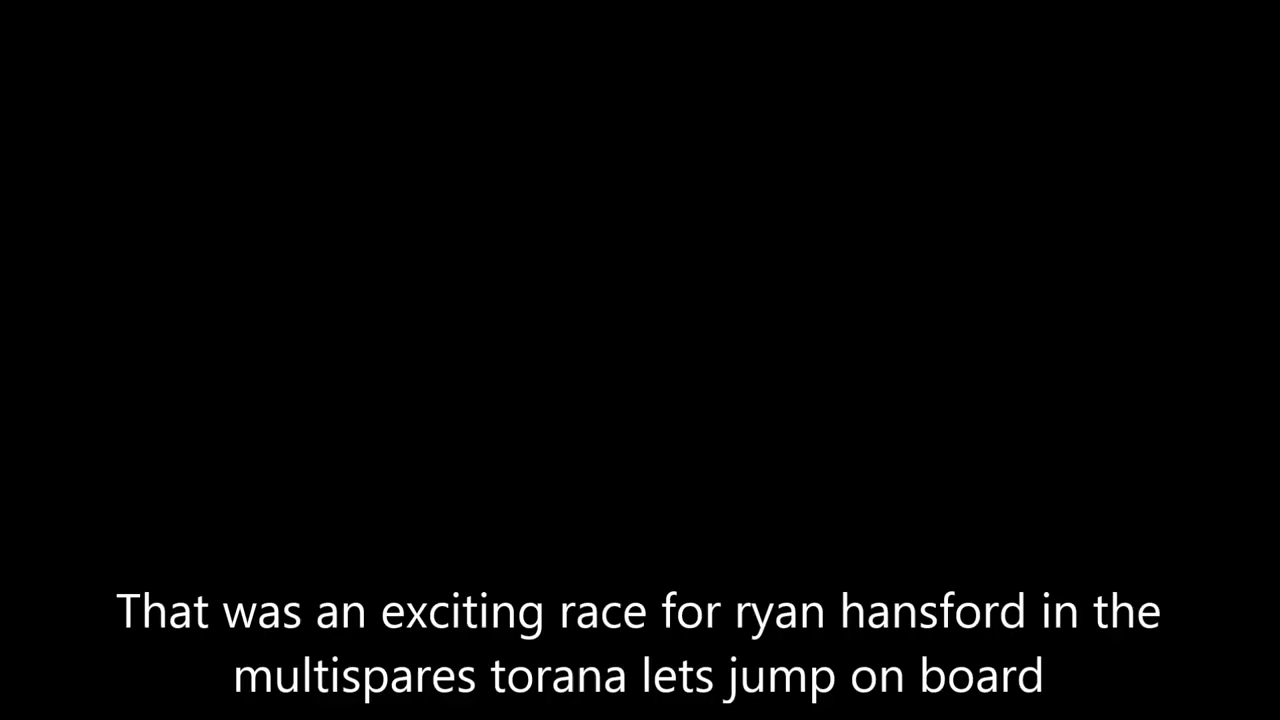 That was an exciting race for ryan hansford in the
multispares torana lets jump on board